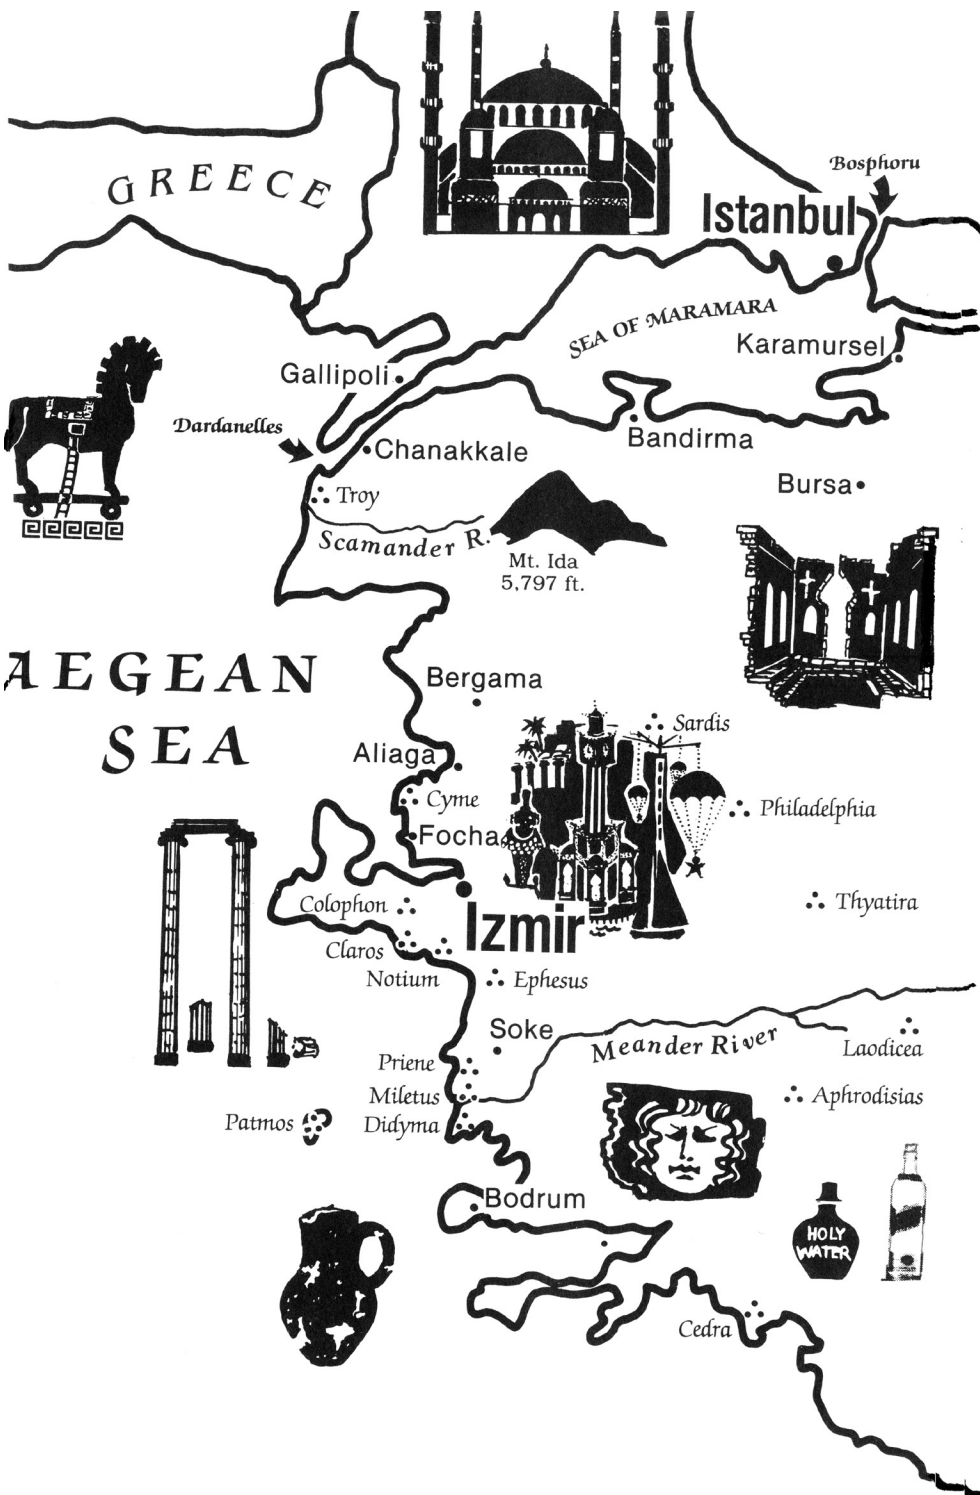 GREECE
Bosphoru
Istanbul
SEA OF MARAMARA
Karamursel
Gallipoli
Dardanelles
Chanakkale
Bandirma
Bursa
Troy
Scamander R.
Mt. Ida
5,797 ft.
AEGEAN
SEA
Bergama
Sardis
Aliaga
Cyme
Philadelphia
Focha
Colophon
Thyatira
Izmir
Claros
Notium
Ephesus
Soke
Meander River
Laodicea
Priene
Miletus
Aphrodisias
Patmos
Didyma
Bodrum
HOLY
WATER
Cedra